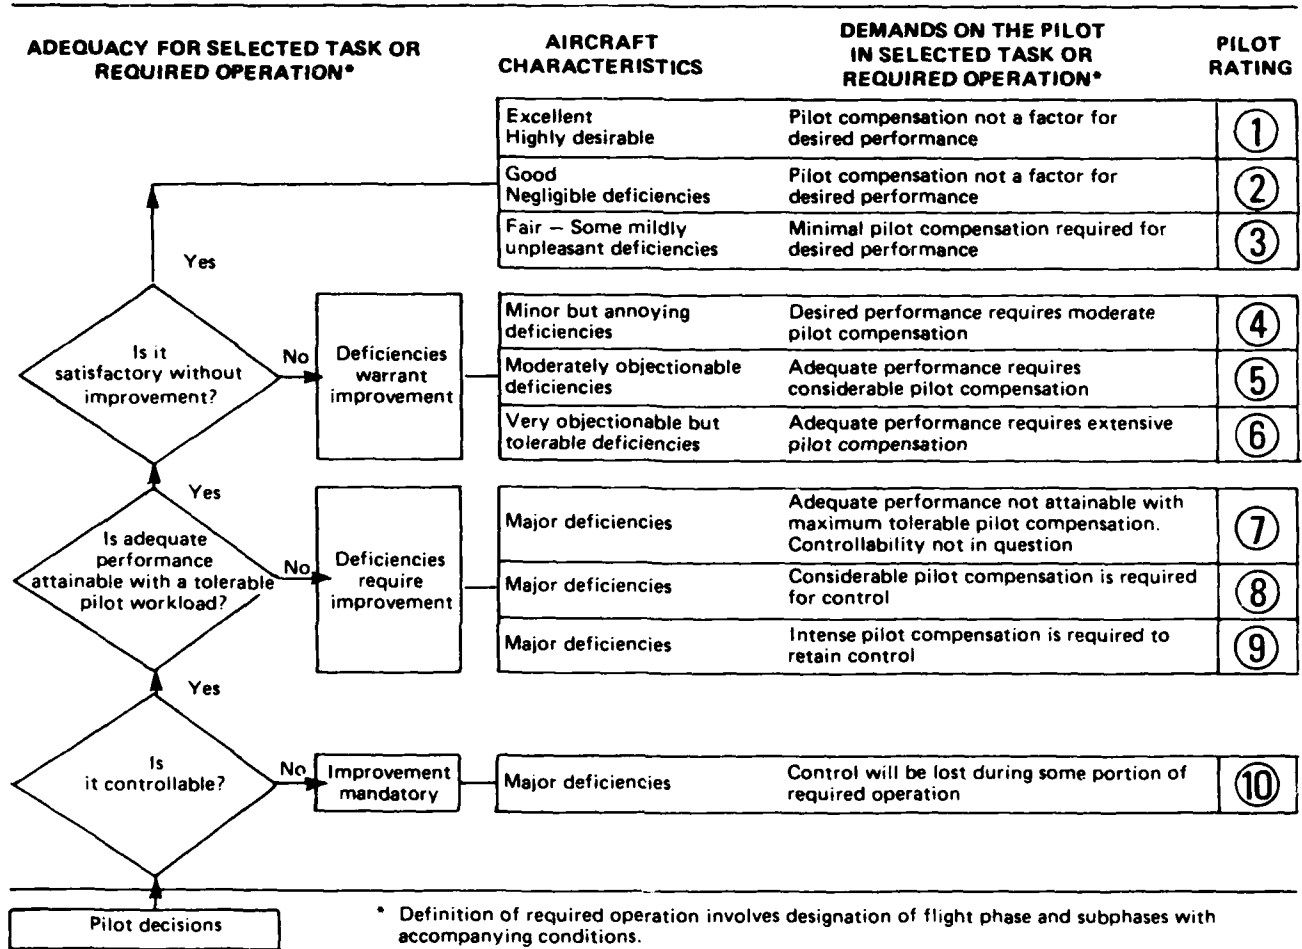 ADEQUACY FOR SELECTED TASK OR
REQUIRED OPERATION*
AIRCRAFT
CHARACTERISTICS
DEMANDS ON THE PILOT
IN SELECTED TASK OR
REQUIRED OPERATION*
PILOT
RATING
Excellent
Highly desirable
Pilot compensation not a factor for
desired performance
1
Good
Negligible deficiencies
Pilot compensation not a factor for
desired performance
2
Fair — Some mildly
unpleasant deficiencies
Minimal pilot compensation required for
desired performance
3
Yes
Is it
satisfactory without
improvement?
No
Deficiencies
warrant
improvement
Minor but annoying
deficiencies
Desired performance requires moderate
pilot compensation
4
Moderately objectionable
deficiencies
Adequate performance requires
considerable pilot compensation
5
Very objectionable but
tolerable deficiencies
Adequate performance requires extensive
pilot compensation
6
Yes
Is adequate
performance
attainable with a tolerable
pilot workload?
No
Deficiencies
require
improvement
Major deficiencies
Adequate performance not attainable with
maximum tolerable pilot compensation.
Controllability not in question
7
Major deficiencies
Considerable pilot compensation is required
for control
8
Major deficiencies
Intense pilot compensation is required to
retain control
9
Yes
Is
it controllable?
No
Improvement
mandatory
Major deficiencies
Control will be lost during some portion of
required operation
10
Pilot decisions
* Definition of required operation involves designation of flight phase and subphases with
accompanying conditions.